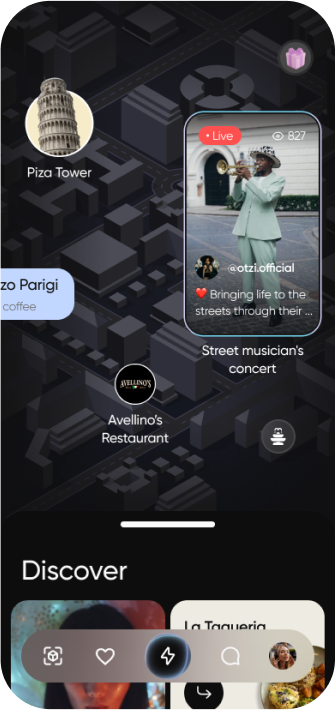 Live
827
Piza Tower
zo Parigi
coffee
@otzi.official
❤️ Bringing life to the
streets through their ...
Street musician's
concert
AVELLINO'S
Avellino's
Restaurant
Discover
La Taqueria